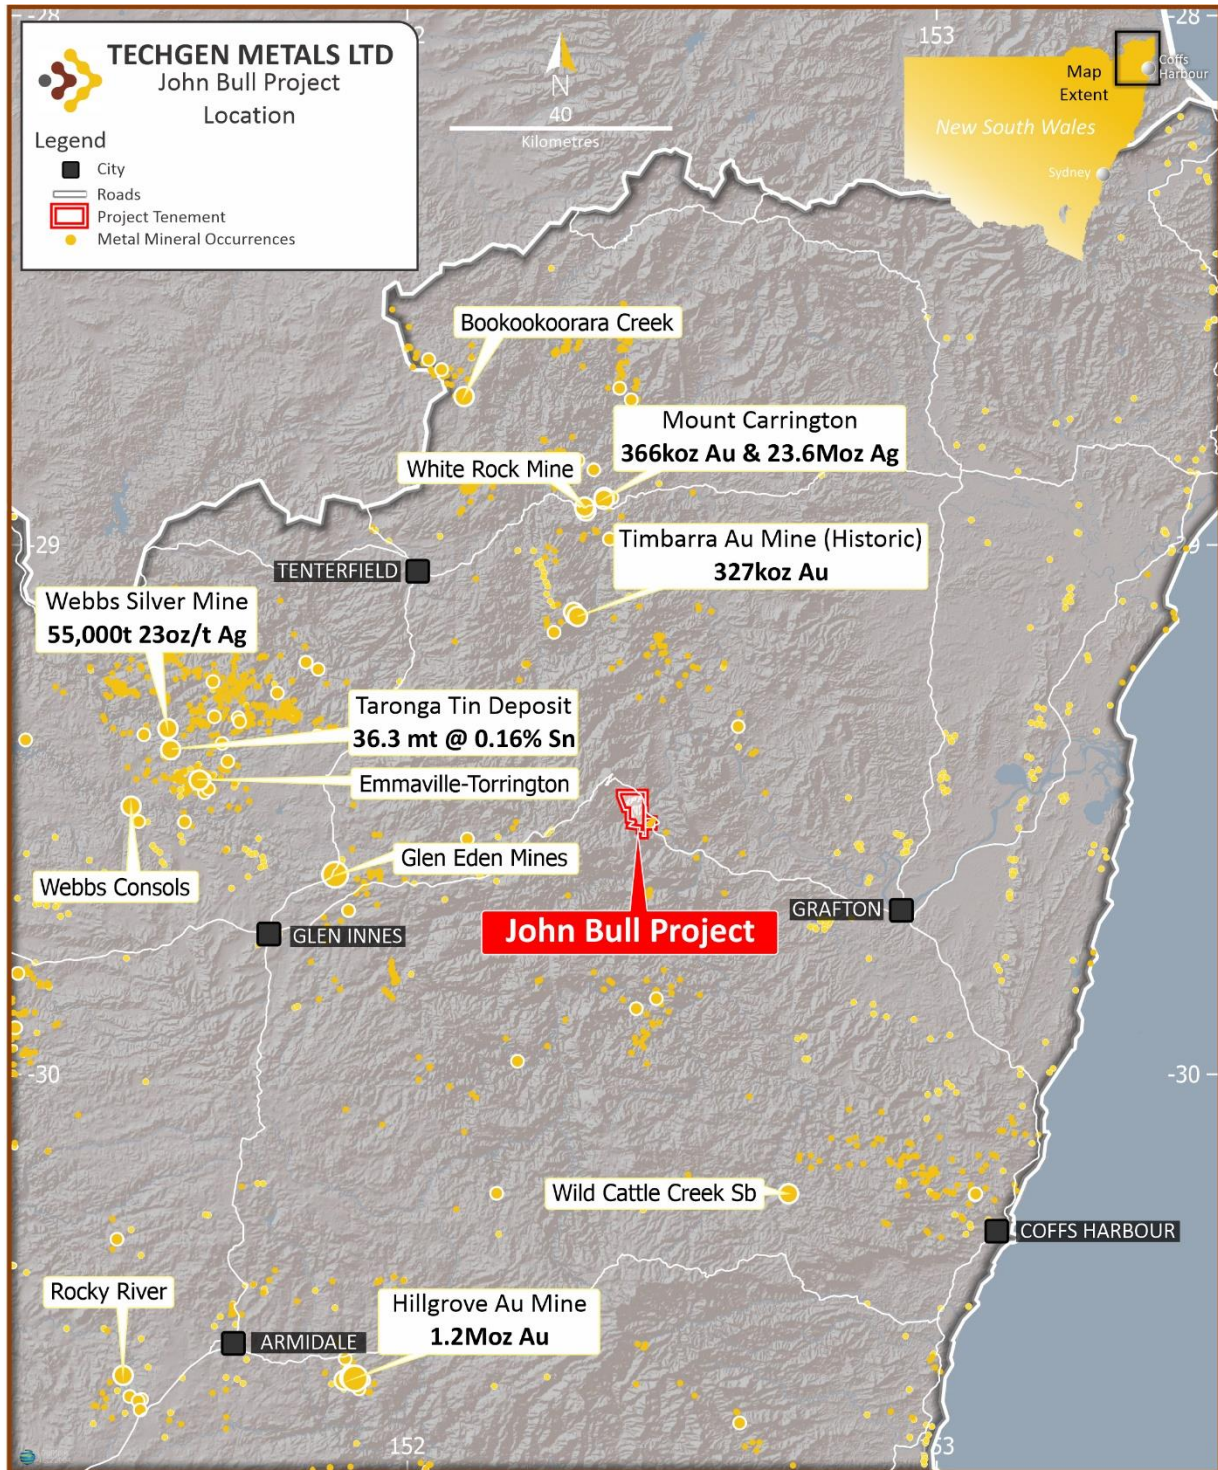 -28
152
153
-28
TECHGEN METALS LTD
John Bull Project
Location
Legend
City
Roads
Project Tenement
Metal Mineral Occurrences
N
40
Kilometres
Map
Extent
Coffs
Harbour
New South Wales
Sydney
Bookookoorara Creek
Mount Carrington
366koz Au & 23.6Moz Ag
White Rock Mine
-29
-29
Timbarra Au Mine (Historic)
327koz Au
TENTERFIELD
Webbs Silver Mine
55,000t 23oz/t Ag
Taronga Tin Deposit
36.3 mt @ 0.16% Sn
Emmaville-Torrington
Glen Eden Mines
Webbs Consols
John Bull Project
GRAFTON
GLEN INNES
-30
-30
Wild Cattle Creek Sb
COFFS HARBOUR
Rocky River
Hillgrove Au Mine
1.2Moz Au
ARMIDALE
152
153